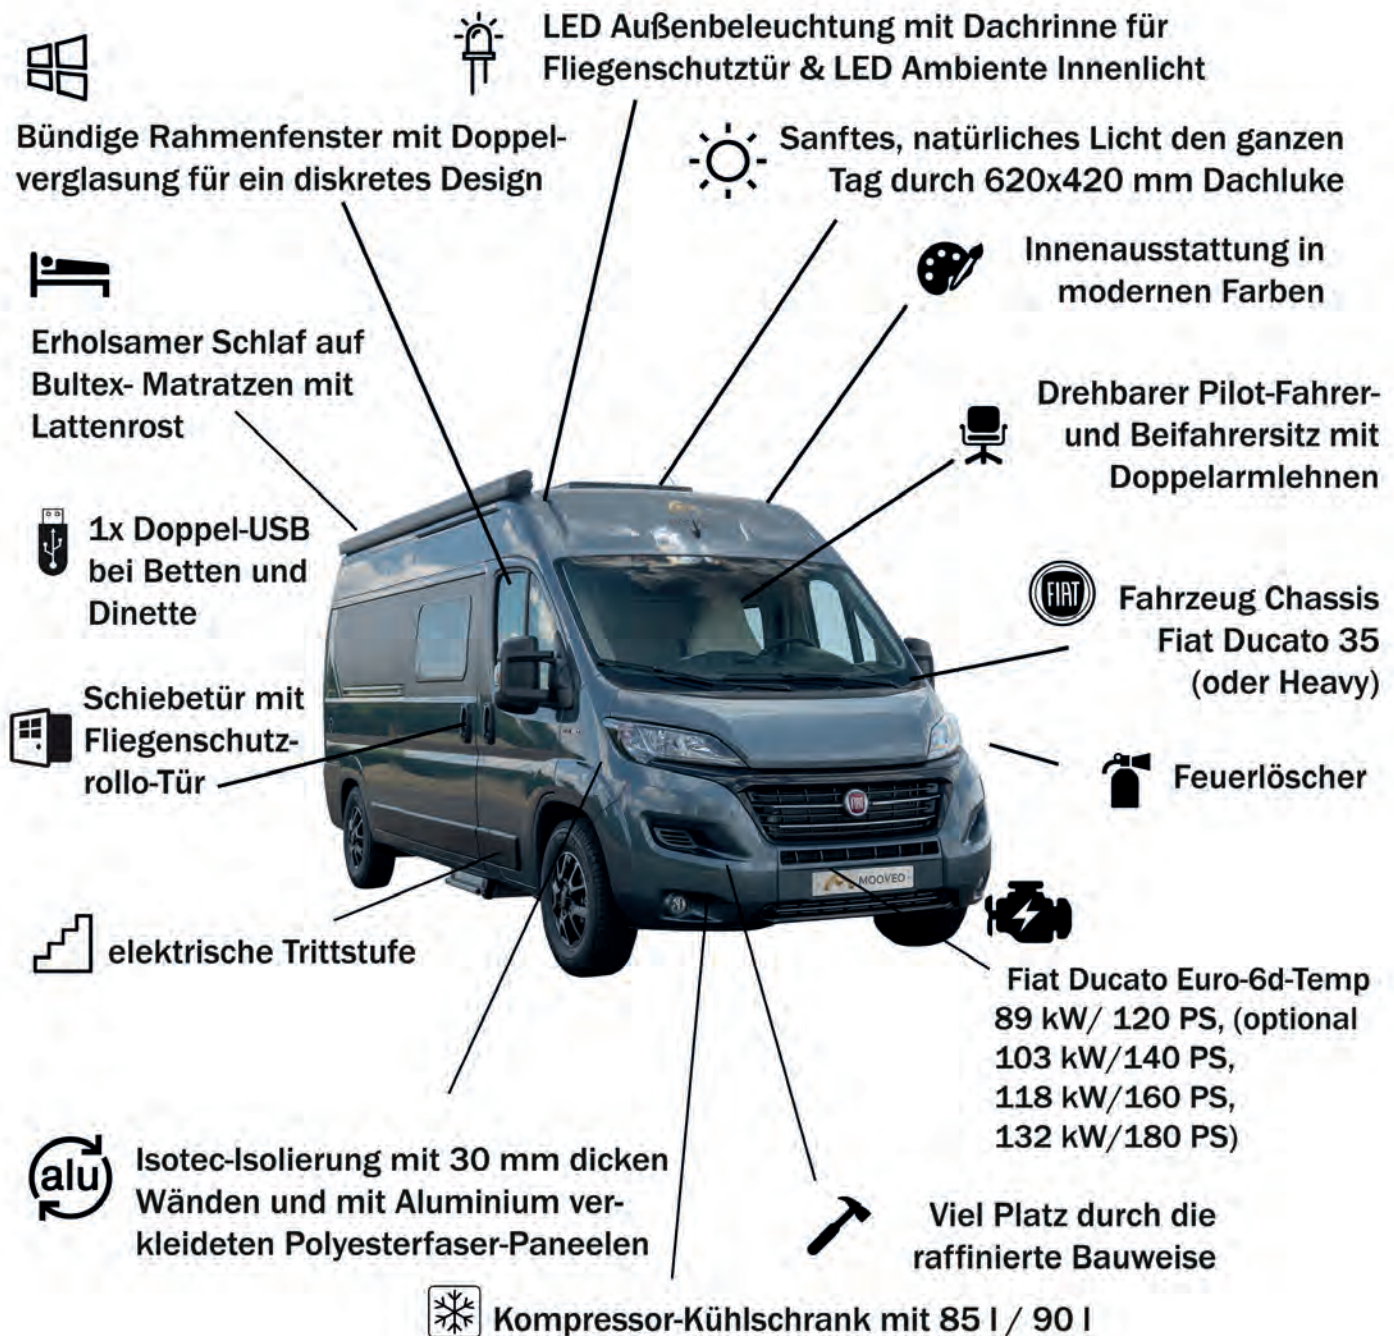 LED Außenbeleuchtung mit Dachrinne für
Fliegenschutztür & LED Ambiente Innenlicht
Bündige Rahmenfenster mit Doppel-
verglasung für ein diskretes Design
Sanftes, natürliches Licht den ganzen
Tag durch 620x420 mm Dachluke
Innenausstattung in
modernen Farben
Erholsamer Schlaf auf
Bultex- Matratzen mit
Lattenrost
Drehbarer Pilot-Fahrer-
und Beifahrersitz mit
Doppelarmlehnen
1x Doppel-USB
bei Betten und
Dinette
FIAT
Fahrzeug Chassis
Fiat Ducato 35
(oder Heavy)
Schiebetür mit
Fliegenschutz-
rollo-Tür
Feuerlöscher
FIAT
MOOVEO
elektrische Trittstufe
Fiat Ducato Euro-6d-Temp
89 kW/ 120 PS, (optional
103 kW/140 PS,
118 kW/160 PS,
132 kW/180 PS)
alu
Isotec-Isolierung mit 30 mm dicken
Wänden und mit Aluminium ver-
kleideten Polyesterfaser-Paneelen
Viel Platz durch die
raffinierte Bauweise
Kompressor-Kühlschrank mit 85 l / 90 l